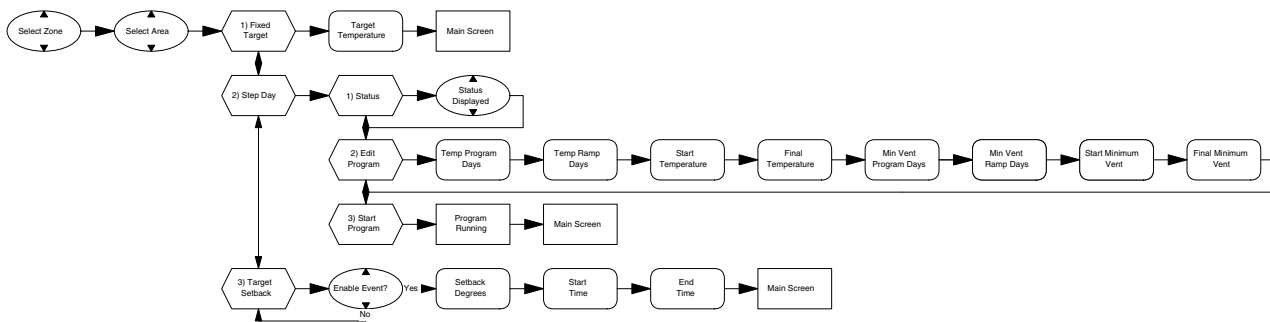 Select Zone
Select Area
1) Fixed
Target
Target
Temperature
Main Screen
2) Step Day
1) Status
Status
Displayed
2) Edit
Program
Temp Program
Days
Temp Ramp
Days
Start
Temperature
Final
Temperature
Min Vent
Program Days
Min Vent
Ramp Days
Start Minimum
Vent
Final Minimum
Vent
3) Start
Program
Program
Running
Main Screen
3) Target
Setback
Enable Event?
Yes
No
Setback
Degrees
Start
Time
End
Time
Main Screen